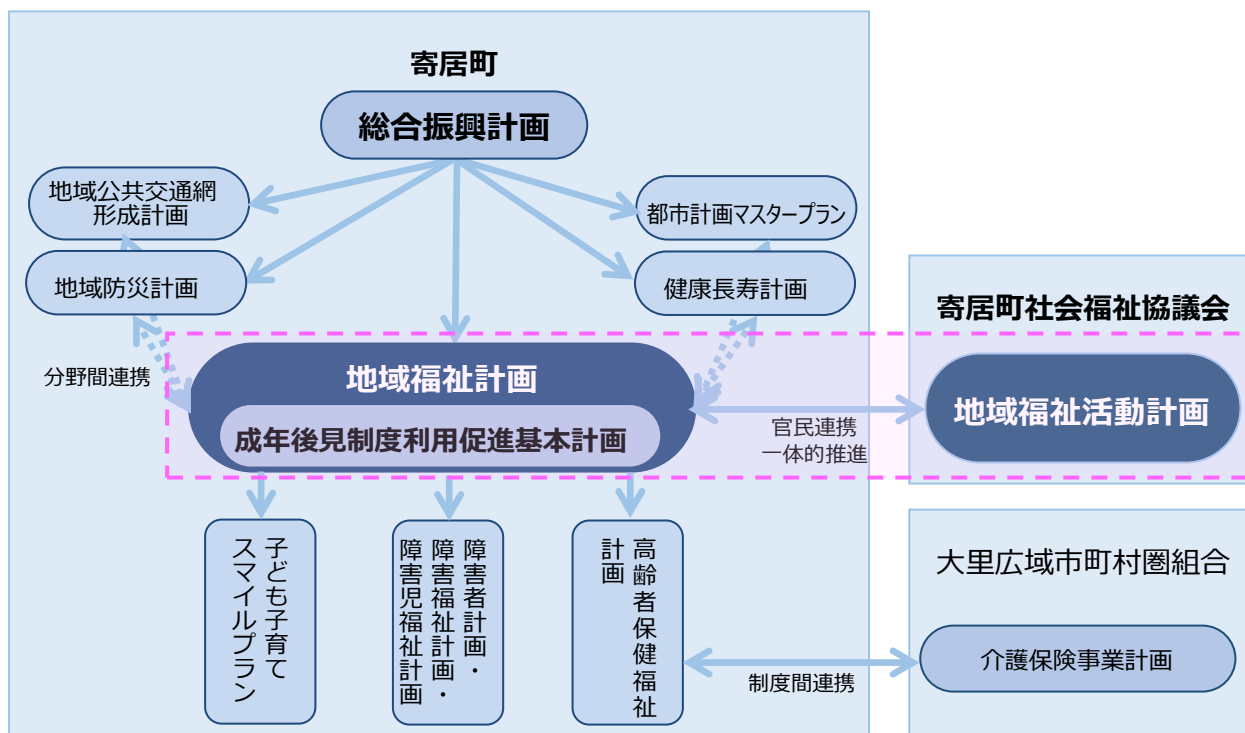 寄居町
総合振興計画
地域公共交通網
形成計画
都市計画マスタープラン
地域防災計画
健康長寿計画
寄居町社会福祉協議会
分野間連携
地域福祉計画
成年後見制度利用促進基本計画
官民連携
一体的推進
地域福祉活動計画
子ども子育て
スマイルプラン
障害者計画・
障害福祉計画・
障害児福祉計画
高齢者保健福祉
計画
大里広域市町村圏組合
介護保険事業計画
制度間連携